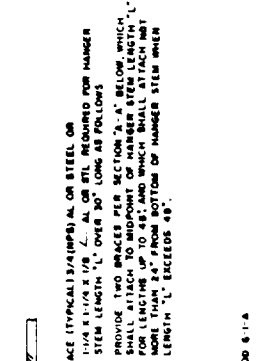 ACE (TYPICAL) 3/4(NPS) AL OR STEEL OR
1-1/4 X 1-1/4 X 1/8 L AL OR STL REQUIRED FOR HANGER
STEM LENGTH "L" OVER 30" LONG AS FOLLOWS
PROVIDE TWO BRACES PER SECTION "A-A" BELOW, WHICH
SHALL ATTACH TO MIDPOINT OF HANGER STEM LENGTH "L"
FOR LENGTHS UP TO 48", AND WHICH SHALL ATTACH NOT
MORE THAN 24" FROM BOTTOM OF HANGER STEM WHEN
LENGTH "L" EXCEEDS 48".
6-1-A